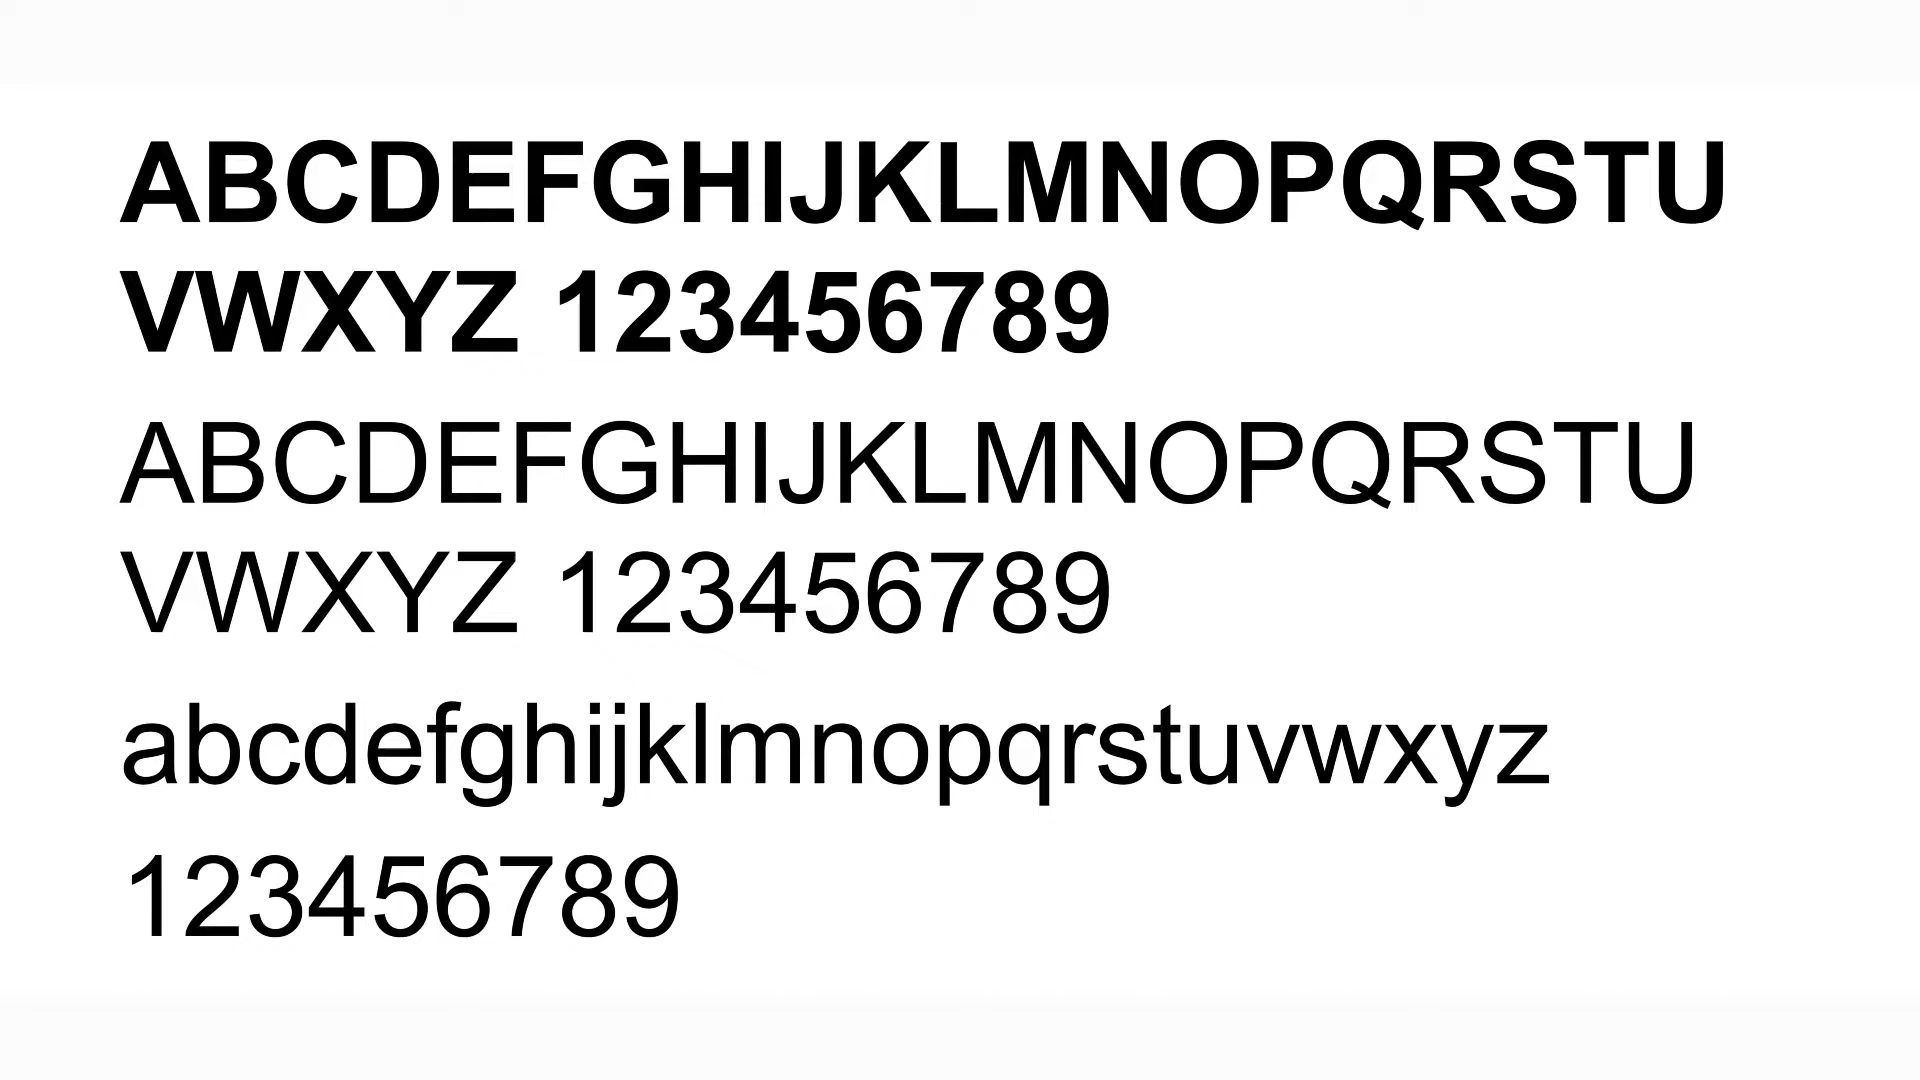 ABCDEFGHIJKLMNOPQRSTU
VWXYZ 123456789
ABCDEFGHIJKLMNOPQRSTU
VWXYZ 123456789
abcdefghijklmnopqrstuvwxyz
123456789